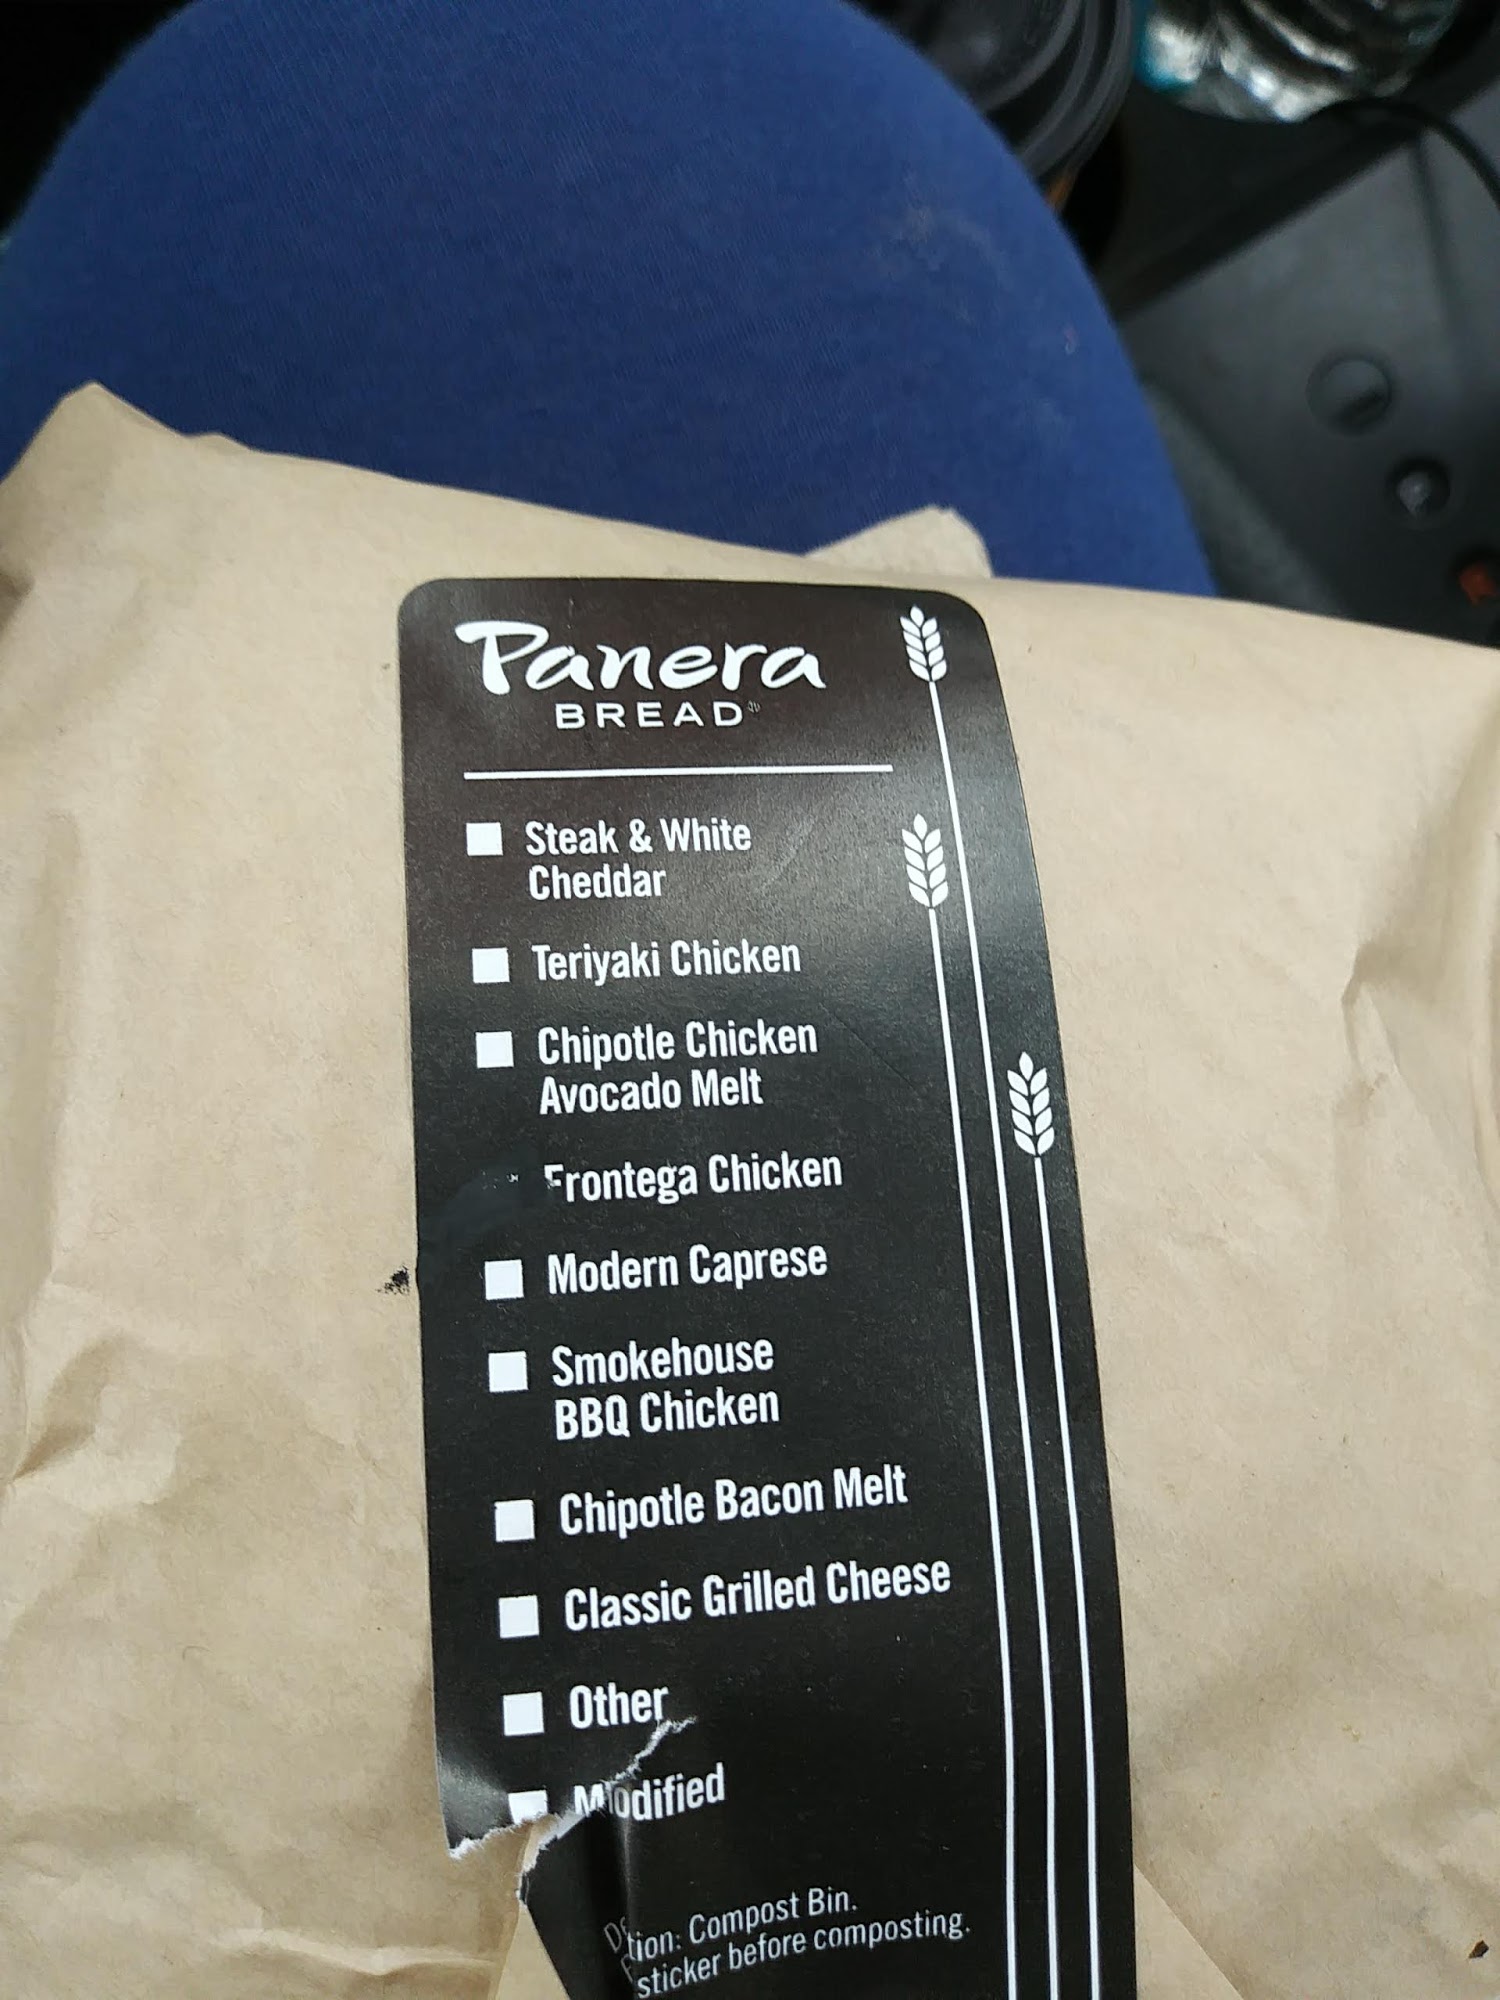 Panera
BREAD
Steak & White
Cheddar
Teriyaki Chicken
Chipotle Chicken
Avocado Melt
Frontega Chicken
Modern Caprese
Smokehouse
BBQ Chicken
Chipotle Bacon Melt
Classic Grilled Cheese
Other
Modified
tion: Compost Bin.
sticker before composting.